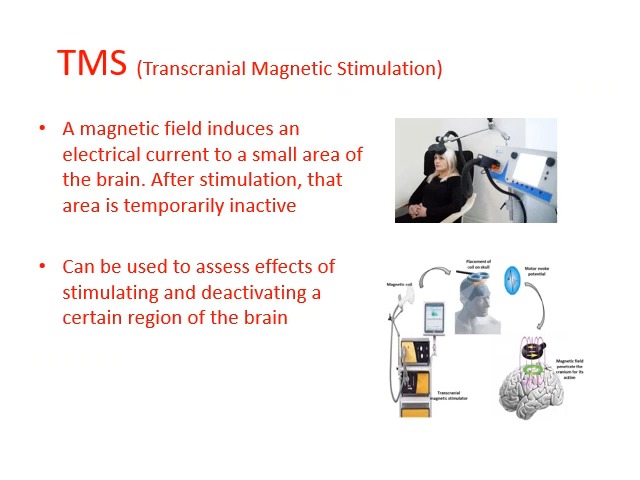 TMS (Transcranial Magnetic Stimulation)
• A magnetic field induces an
electrical current to a small area of
the brain. After stimulation, that
area is temporarily inactive
• Can be used to assess effects of
stimulating and deactivating a
certain region of the brain
Placement of
coil on skull
Motor evoke
potential
Magnetic coil
Magnetic field
penetrate the
cranium for its
action
Transcranial
magnetic stimulator